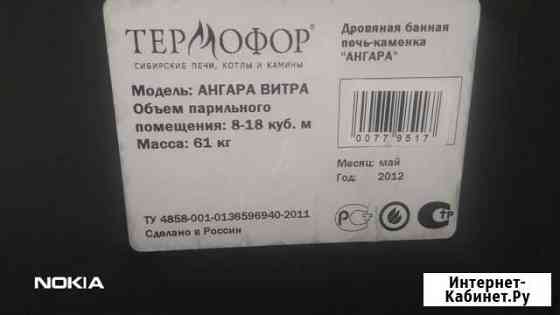 ТЕРМОФОР®
СИБИРСКИЕ ПЕЧИ, КОТЛЫ И КАМИНЫ
Дровяная банная
печь-каменка
"АНГАРА"
Модель: АНГАРА ВИТРА
Объем парильного
помещения: 8-18 куб. м
Масса: 61 кг
00779517
Месяц: май
Год: 2012
ТУ 4858-001-0136596940-2011
Сделано в России
РС
С ТР
NOKIA
Интернет-
Кабинет.Ру